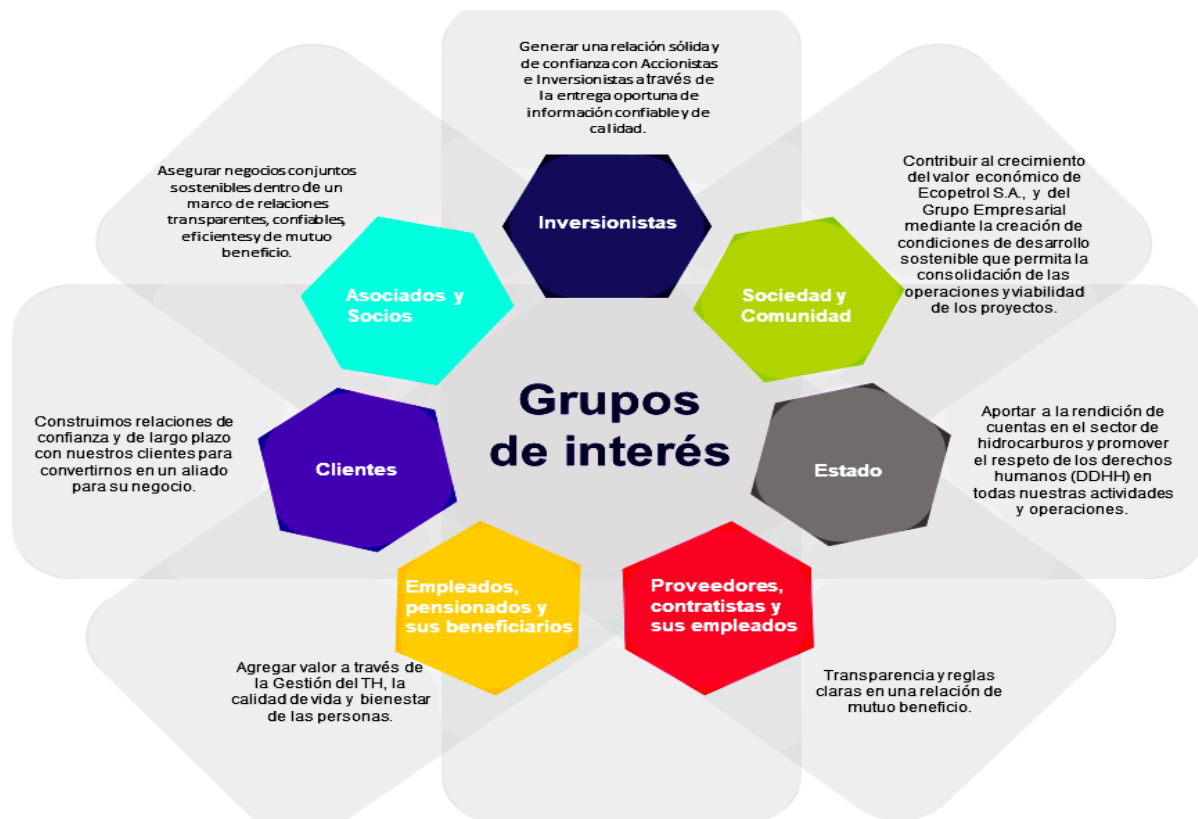 Grupos
de interés
Generar una relación sólida y
de confianza con Accionistas
e Inversionistas a través de
la entrega oportuna de
información confiable y de
calidad.
Inversionistas
Contribuir al crecimiento
del valor económico de
Ecopetrol S.A., y del
Grupo Empresarial
mediante la creación de
condiciones de desarrollo
sostenible que permita la
consolidación de las
operaciones y viabilidad
de los proyectos.
Sociedad y
Comunidad
Aportar a la rendición de
cuentas en el sector de
hidrocarburos y promover
el respeto de los derechos
humanos (DDHH) en
todas nuestras actividades
y operaciones.
Estado
Proveedores,
contratistas y
sus empleados
Transparencia y reglas
claras en una relación de
mutuo beneficio.
Empleados,
pensionados y
sus beneficiarios
Agregar valor a través de
la Gestión del TH, la
calidad de vida y bienestar
de las personas.
Clientes
Construimos relaciones de
confianza y de largo plazo
con nuestros clientes para
convertirnos en un aliado
para su negocio.
Asociados y
Socios
Asegurar negocios conjuntos
sostenibles dentro de un
marco de relaciones
transparentes, confiables,
eficientes y de mutuo
beneficio.